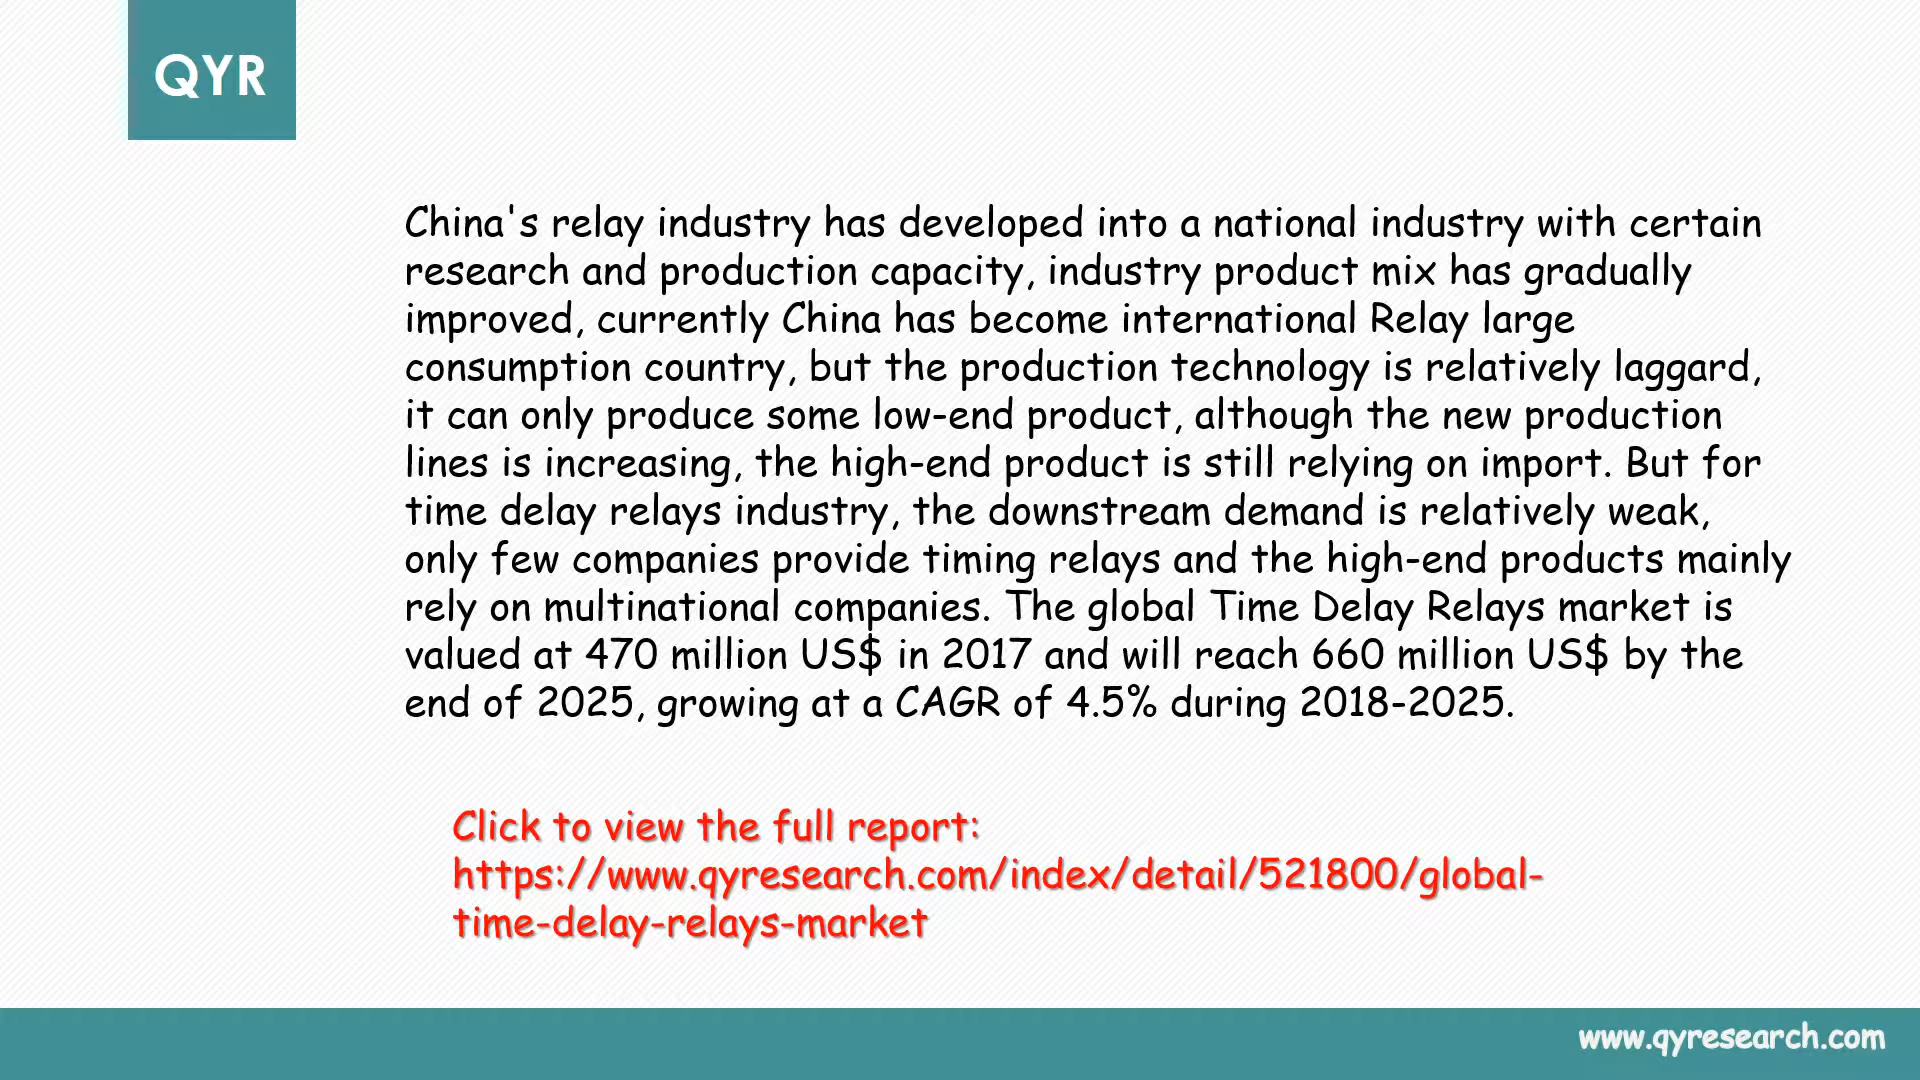 QYR
China's relay industry has developed into a national industry with certain
research and production capacity, industry product mix has gradually
improved, currently China has become international Relay large
consumption country, but the production technology is relatively laggard,
it can only produce some low-end product, although the new production
lines is increasing, the high-end product is still relying on import. But for
time delay relays industry, the downstream demand is relatively weak,
only few companies provide timing relays and the high-end products mainly
rely on multinational companies. The global Time Delay Relays market is
valued at 470 million US$ in 2017 and will reach 660 million US$ by the
end of 2025, growing at a CAGR of 4.5% during 2018-2025.
Click to view the full report:
https://www.qyresearch.com/index/detail/521800/global-
time-delay-relays-market
www.qyresearch.com